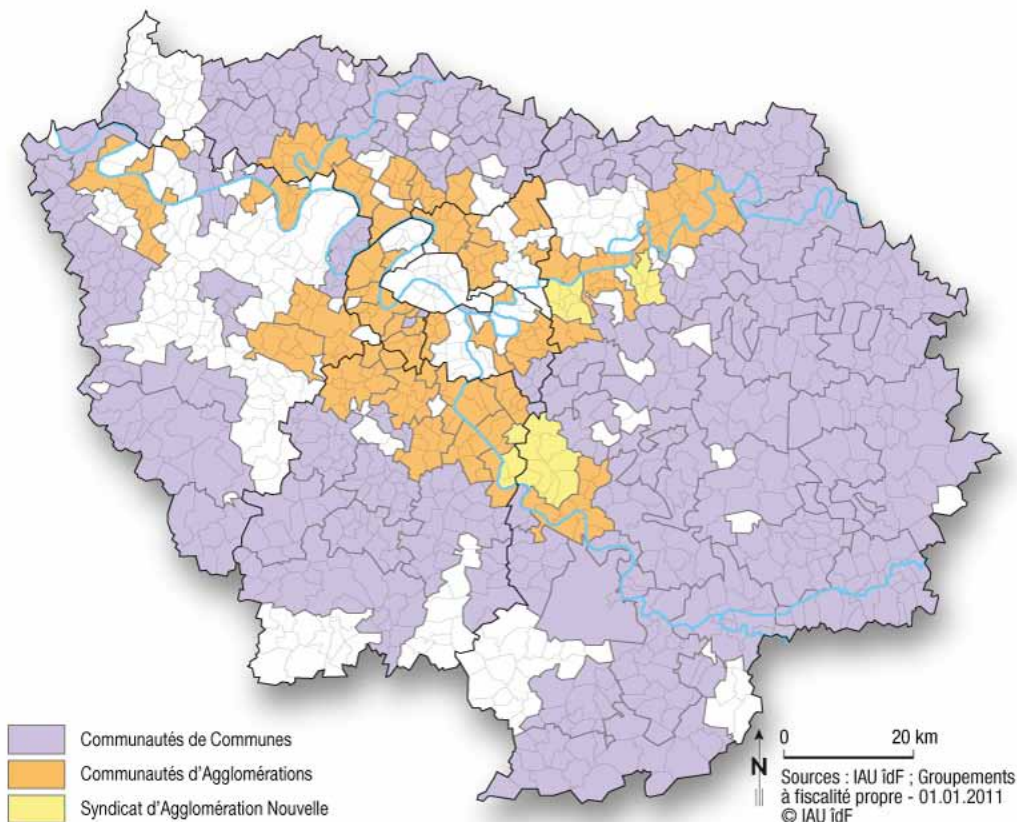 Communautés de Communes
Communautés d'Agglomérations
Syndicat d'Agglomération Nouvelle
0 20 km
N
Sources : IAU îdF ; Groupements
à fiscalité propre - 01.01.2011
© IAU îdF